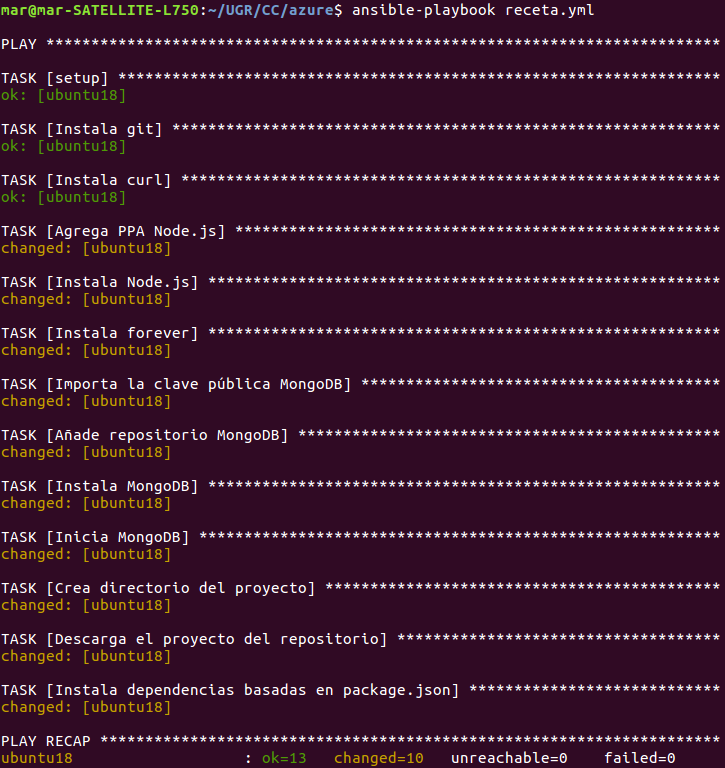 mar@mar-SATELLITE-L750:~/UGR/CC/azure$ ansible-playbook receta.yml
PLAY ***************************************************************************
TASK [setup] *******************************************************************
ok: [ubuntu18]
TASK [Instala git] *************************************************************
ok: [ubuntu18]
TASK [Instala curl] ************************************************************
ok: [ubuntu18]
TASK [Agrega PPA Node.js] ******************************************************
changed: [ubuntu18]
TASK [Instala Node.js] *********************************************************
changed: [ubuntu18]
TASK [Instala forever] *********************************************************
changed: [ubuntu18]
TASK [Importa la clave pública MongoDB] ****************************************
changed: [ubuntu18]
TASK [Añade repositorio MongoDB] ***********************************************
changed: [ubuntu18]
TASK [Instala MongoDB] *********************************************************
changed: [ubuntu18]
TASK [Inicia MongoDB] **********************************************************
changed: [ubuntu18]
TASK [Crea directorio del proyecto] ********************************************
changed: [ubuntu18]
TASK [Descarga el proyecto del repositorio] ************************************
changed: [ubuntu18]
TASK [Instala dependencias basadas en package.json] ****************************
changed: [ubuntu18]
PLAY RECAP *********************************************************************
ubuntu18                   : ok=13   changed=10   unreachable=0    failed=0